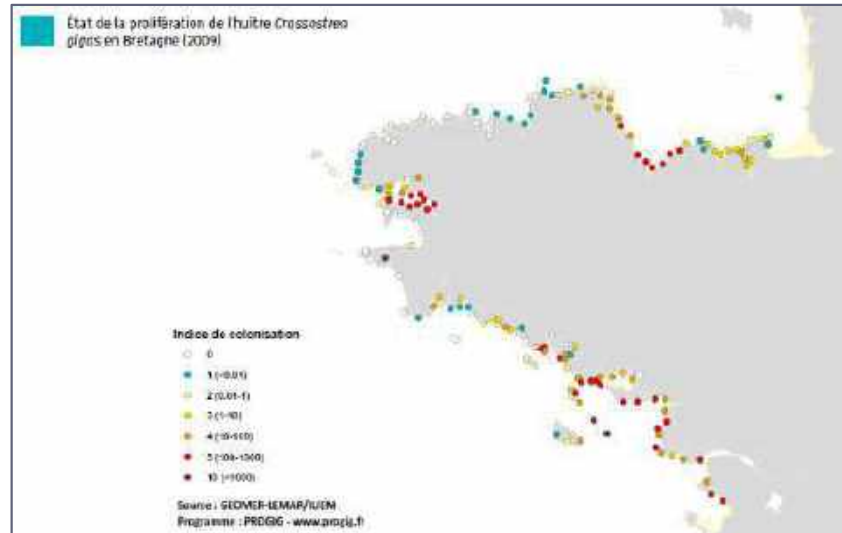 État de la prolifération de l'huître Crassostrea
gigas en Bretagne (2009)
Indice de colonisation
0
1 (<0.01)
2 (0.01-1)
3 (1-10)
4 (10-100)
5 (100-1000)
10 (>1000)
Source : GEOMER-LEMAR/IUEM
Programme : PROGIG - www.progig.fr